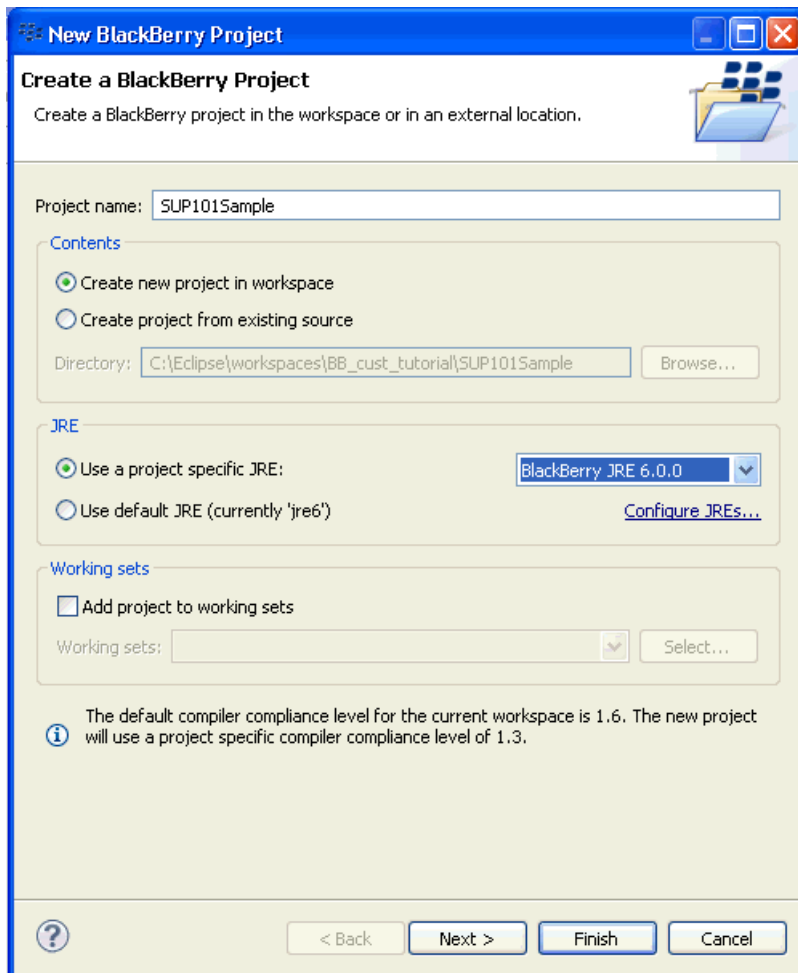 New BlackBerry Project
Create a BlackBerry Project
Create a BlackBerry project in the workspace or in an external location.
Project name: SUP101Sample
Contents
Create new project in workspace
Create project from existing source
Directory: C:\Eclipse\workspaces\BB_cust_tutorial\SUP101Sample Browse...
JRE
Use a project specific JRE: BlackBerry JRE 6.0.0
Use default JRE (currently 'jre6') Configure JREs...
Working sets
Add project to working sets
Working sets: Select...
The default compiler compliance level for the current workspace is 1.6. The new project
will use a project specific compiler compliance level of 1.3.
< Back Next > Finish Cancel